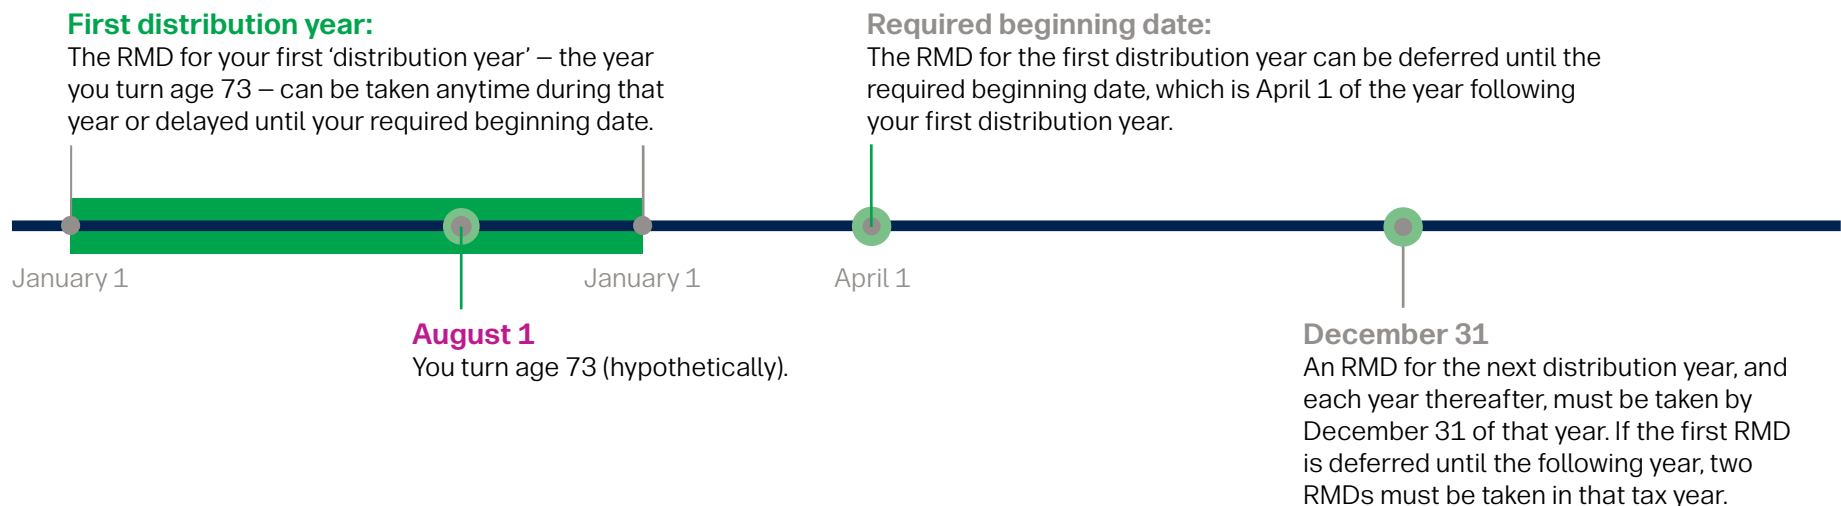 First distribution year:
The RMD for your first ‘distribution year’ – the year
you turn age 73 – can be taken anytime during that
year or delayed until your required beginning date.
Required beginning date:
The RMD for the first distribution year can be deferred until the
required beginning date, which is April 1 of the year following
your first distribution year.
January 1
January 1
April 1
August 1
You turn age 73 (hypothetically).
December 31
An RMD for the next distribution year, and
each year thereafter, must be taken by
December 31 of that year. If the first RMD
is deferred until the following year, two
RMDs must be taken in that tax year.